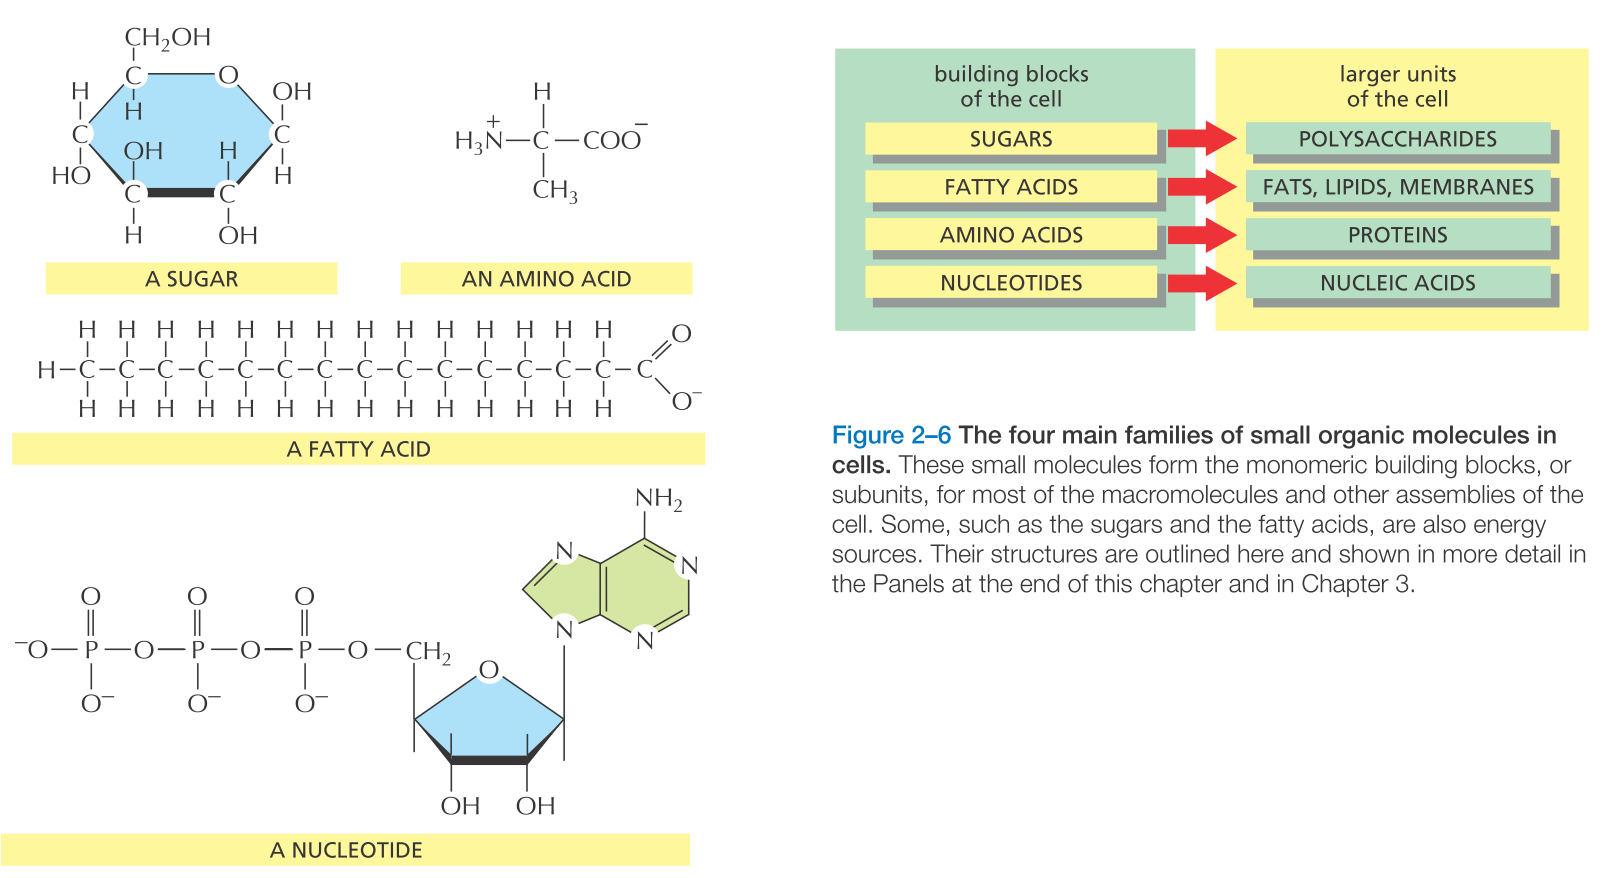 CH2OH
C O
H OH
H
C C
OH H
HO H
C C
H OH
A SUGAR
H
H3N+—C—COO−
CH3
AN AMINO ACID
H H H H H H H H H H H H H H
H—C—C—C—C—C—C—C—C—C—C—C—C—C—C—C
O
O−
H H H H H H H H H H H H H H
A FATTY ACID
NH2
N N
N N
O O O
−O—P—O—P—O—P—O—CH2
O− O− O−
O
OH OH
A NUCLEOTIDE
building blocks
of the cell
larger units
of the cell
SUGARS POLYSACCHARIDES
FATTY ACIDS FATS, LIPIDS, MEMBRANES
AMINO ACIDS PROTEINS
NUCLEOTIDES NUCLEIC ACIDS
Figure 2–6 The four main families of small organic molecules in
cells. These small molecules form the monomeric building blocks, or
subunits, for most of the macromolecules and other assemblies of the
cell. Some, such as the sugars and the fatty acids, are also energy
sources. Their structures are outlined here and shown in more detail in
the Panels at the end of this chapter and in Chapter 3.